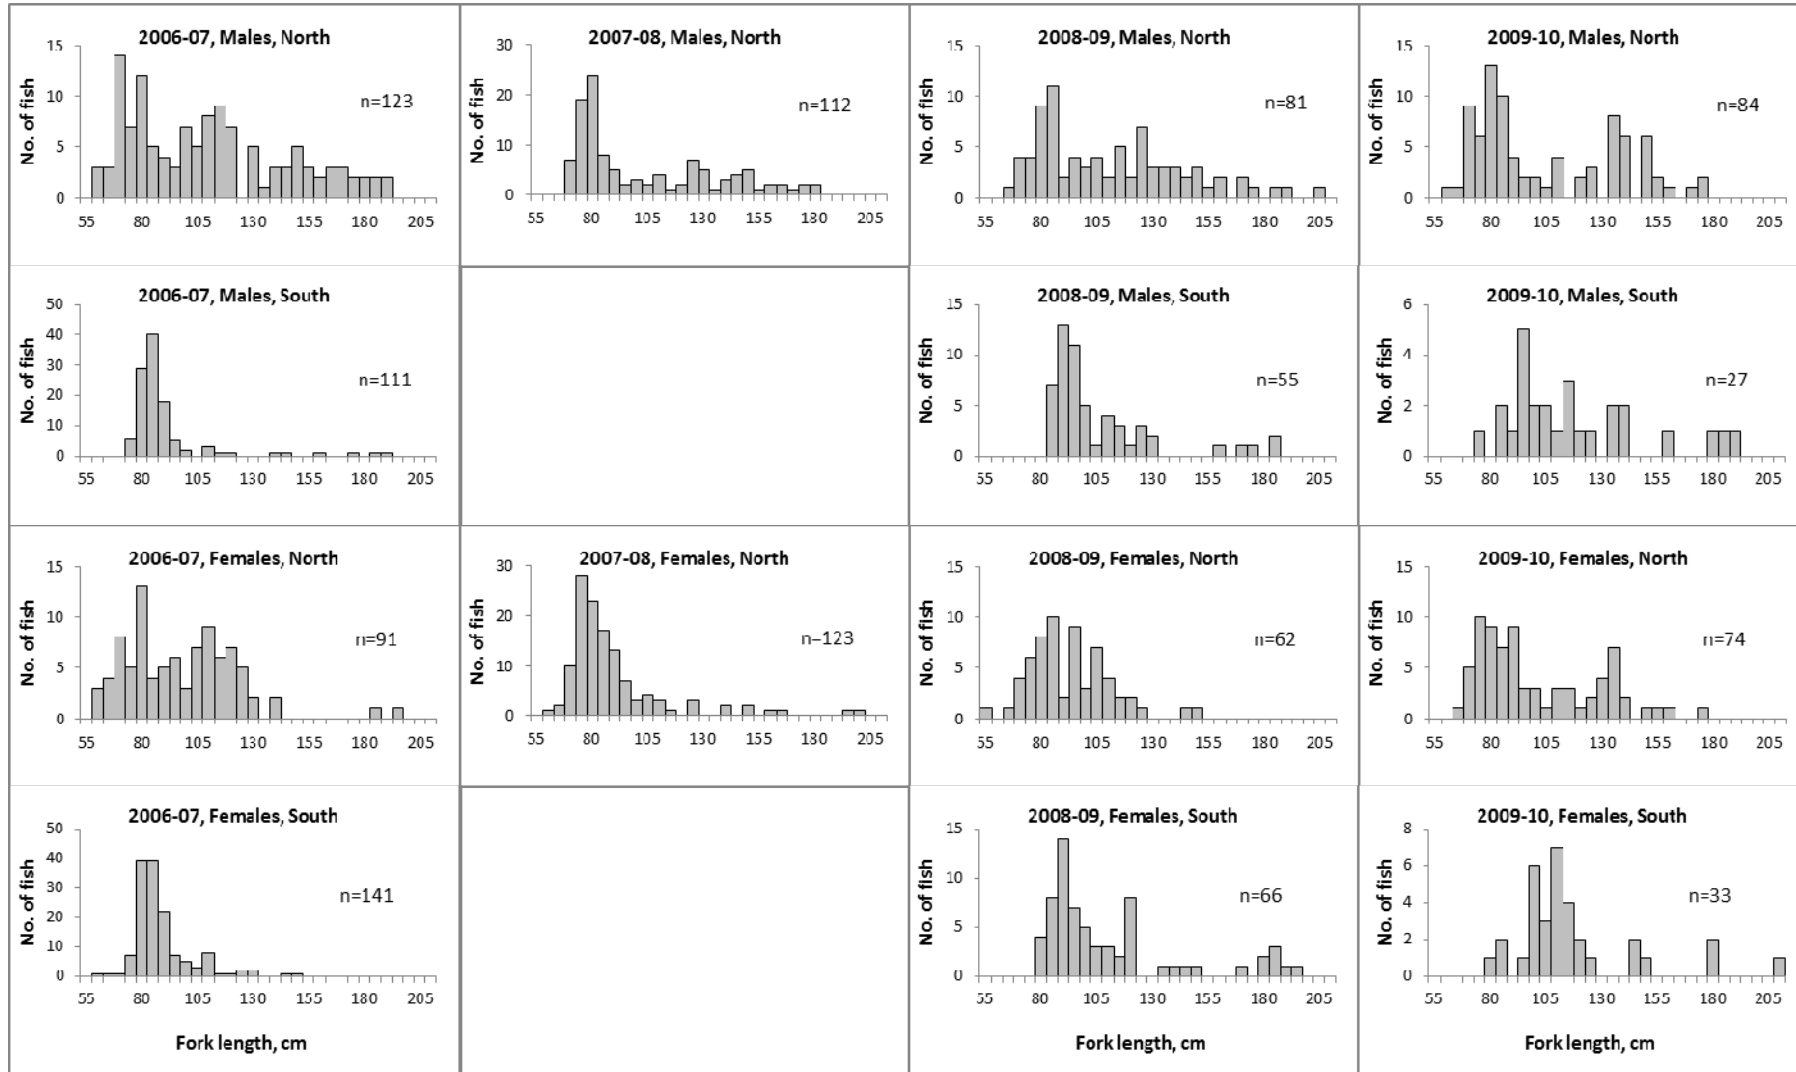 2006-07, Males, North
No. of fish
15
10
5
0
n=123
55 80 105 130 155 180 205
2007-08, Males, North
No. of fish
30
20
10
0
n=112
55 80 105 130 155 180 205
2008-09, Males, North
No. of fish
15
10
5
0
n=81
55 80 105 130 155 180 205
2009-10, Males, North
No. of fish
15
10
5
0
n=84
55 80 105 130 155 180 205
2006-07, Males, South
No. of fish
50
40
30
20
10
0
n=111
55 80 105 130 155 180 205
2008-09, Males, South
No. of fish
15
10
5
0
n=55
55 80 105 130 155 180 205
2009-10, Males, South
No. of fish
6
4
2
0
n=27
55 80 105 130 155 180 205
2006-07, Females, North
No. of fish
15
10
5
0
n=91
55 80 105 130 155 180 205
2007-08, Females, North
No. of fish
30
20
10
0
n=123
55 80 105 130 155 180 205
2008-09, Females, North
No. of fish
15
10
5
0
n=62
55 80 105 130 155 180 205
2009-10, Females, North
No. of fish
15
10
5
0
n=74
55 80 105 130 155 180 205
2006-07, Females, South
No. of fish
50
40
30
20
10
0
n=141
55 80 105 130 155 180 205
Fork length, cm
2008-09, Females, South
No. of fish
15
10
5
0
n=66
55 80 105 130 155 180 205
Fork length, cm
2009-10, Females, South
No. of fish
8
6
4
2
0
n=33
55 80 105 130 155 180 205
Fork length, cm